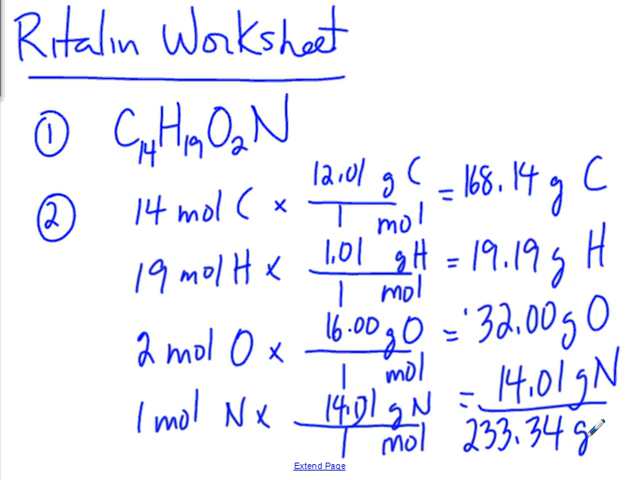 Ritalin Worksheet
① C₁₄H₁₉O₂N
② 14 mol C × 12.01 g C / 1 mol = 168.14 g C
19 mol H × 1.01 gH / 1 mol = 19.19 g H
2 mol O × 16.00 g O / 1 mol = 32.00 g O
1 mol N × 14.01 g N / 1 mol = 14.01 g N
233.34 g
Extend Page